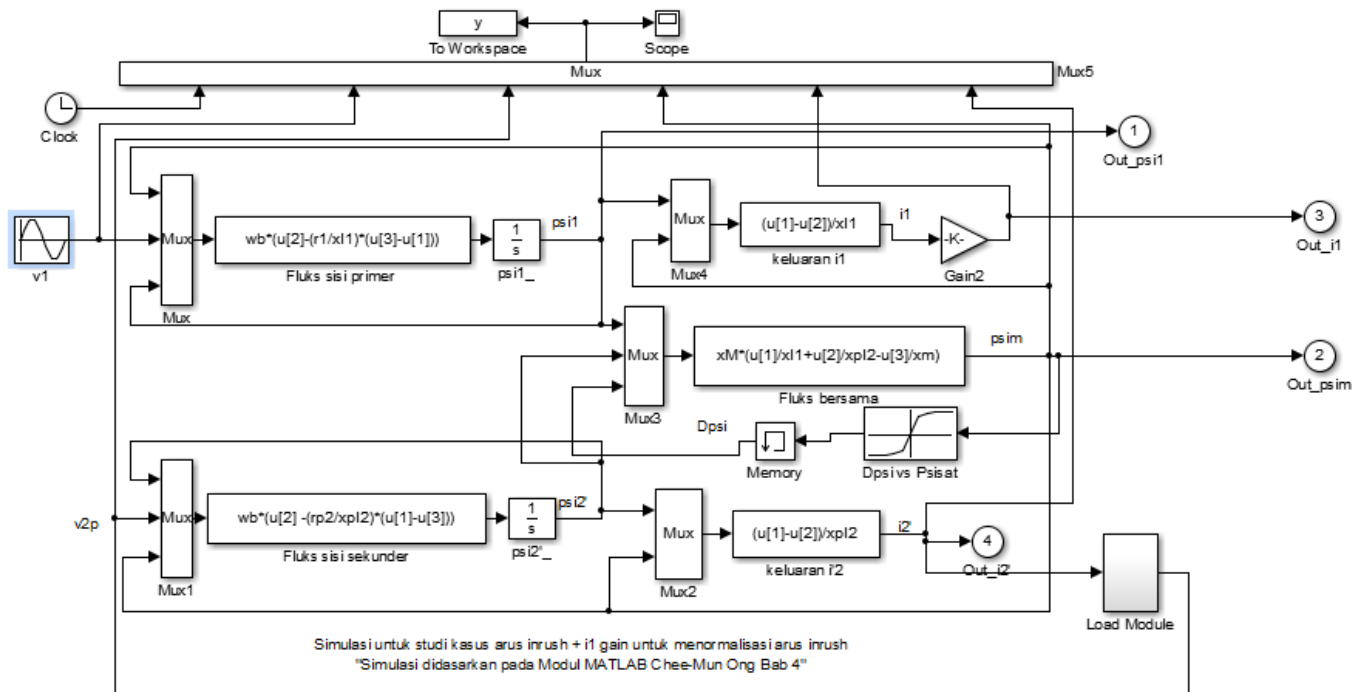 y
To Workspace
Scope
Mux
Mux5
Clock
1
Out_psi1
Mux
Mux
v1
wb*(u[2]-(r1/xl1)*(u[3]-u[1]))
Fluks sisi primer
1
s
psi1_
psi1
Mux
Mux4
(u[1]-u[2])/xl1
keluaran i1
i1
-K-
Gain2
3
Out_i1
Mux
Mux3
xM*(u[1]/xl1+u[2]/xpl2-u[3]/xm)
Fluks bersama
psim
2
Out_psim
Dpsi
Memory
Dpsi vs Psisat
v2p
Mux
Mux1
wb*(u[2] -(rp2/xpl2)*(u[1]-u[3]))
Fluks sisi sekunder
1
s
psi2'_
psi2'
Mux
Mux2
(u[1]-u[2])/xpl2
keluaran i'2
i2'
4
Out_i2'
Load Module
Simulasi untuk studi kasus arus inrush + i1 gain untuk menormalisasi arus inrush
"Simulasi didasarkan pada Modul MATLAB Chee-Mun Ong Bab 4"